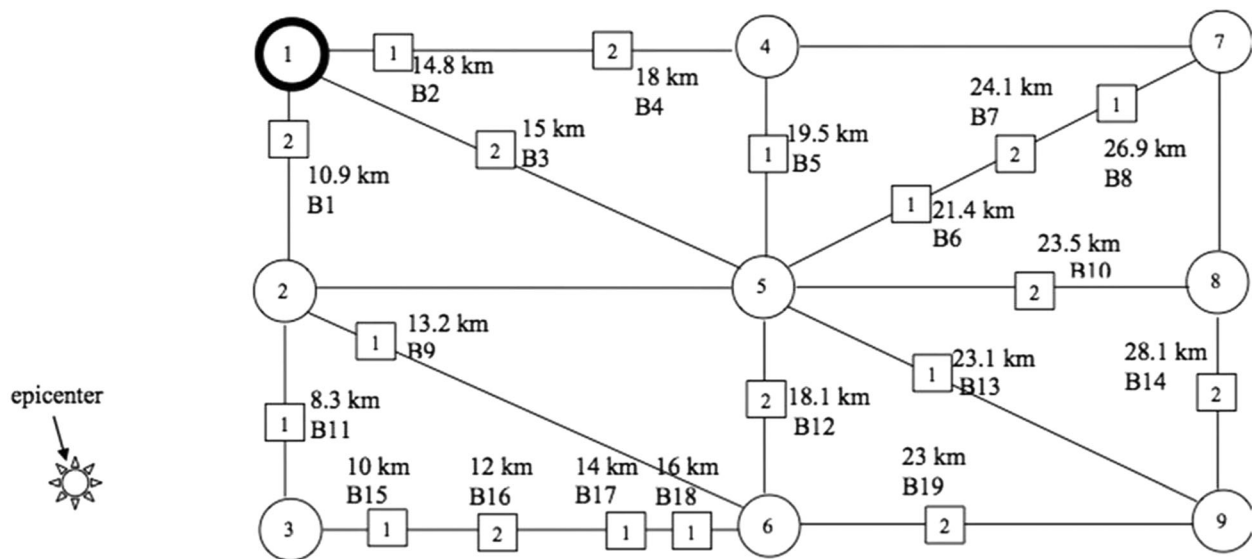 1
1
14.8 km
B2
2
18 km
B4
4
7
24.1 km
B7
1
2
10.9 km
B1
2
15 km
B3
1
19.5 km
B5
2
26.9 km
B8
1
21.4 km
B6
23.5 km
B10
2
2
5
8
1
13.2 km
B9
1
23.1 km
B13
28.1 km
B14
2
epicenter
1
8.3 km
B11
2
18.1 km
B12
10 km
B15
12 km
B16
14 km
B17
16 km
B18
23 km
B19
3
1
2
1
1
6
2
9